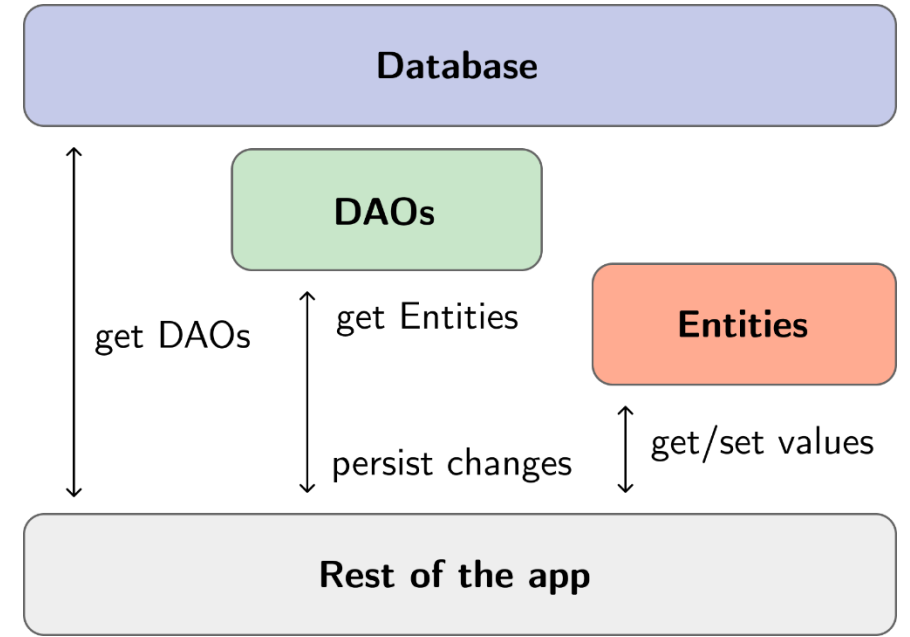 Database
DAOs
get Entities
Entities
get DAOs
get/set values
persist changes
Rest of the app